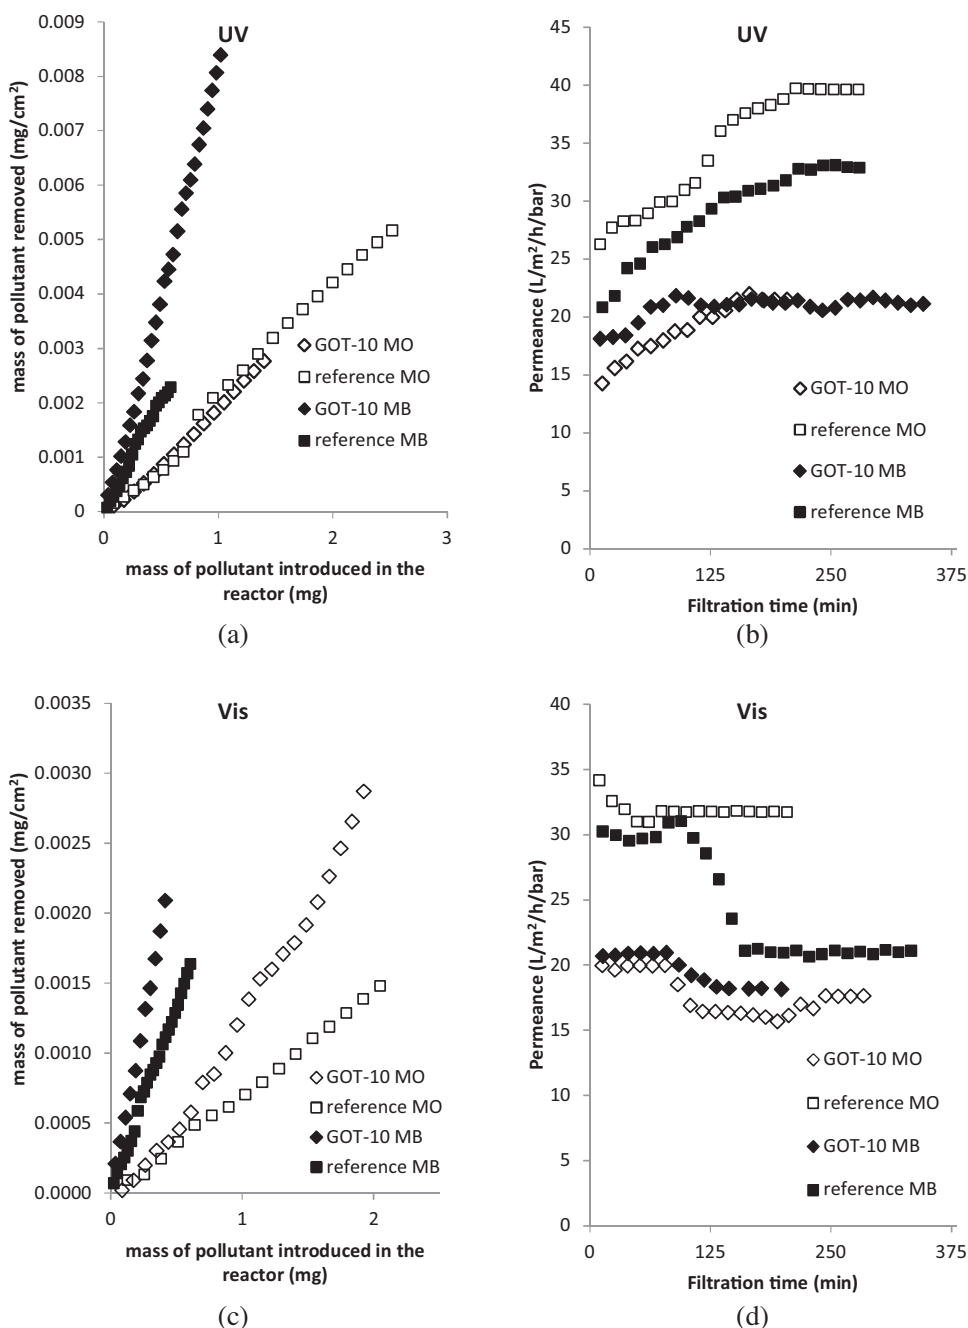 UV
mass of pollutant removed (mg/cm²)
0.009
0.008
0.007
0.006
0.005
0.004
0.003
0.002
0.001
0
0 1 2 3
GOT-10 MO
reference MO
GOT-10 MB
reference MB
mass of pollutant introduced in the
reactor (mg)
(a)
UV
Permeance (L/m²/h/bar)
45
40
35
30
25
20
15
10
5
0
0 125 250 375
GOT-10 MO
reference MO
GOT-10 MB
reference MB
Filtration time (min)
(b)
Vis
mass of pollutant removed (mg/cm²)
0.0035
0.0030
0.0025
0.0020
0.0015
0.0010
0.0005
0.0000
0 1 2
GOT-10 MO
reference MO
GOT-10 MB
reference MB
mass of pollutant introduced in the
reactor (mg)
(c)
Vis
Permeance (L/m²/h/bar)
40
35
30
25
20
15
10
5
0
0 125 250 375
GOT-10 MO
reference MO
GOT-10 MB
reference MB
Filtration time (min)
(d)